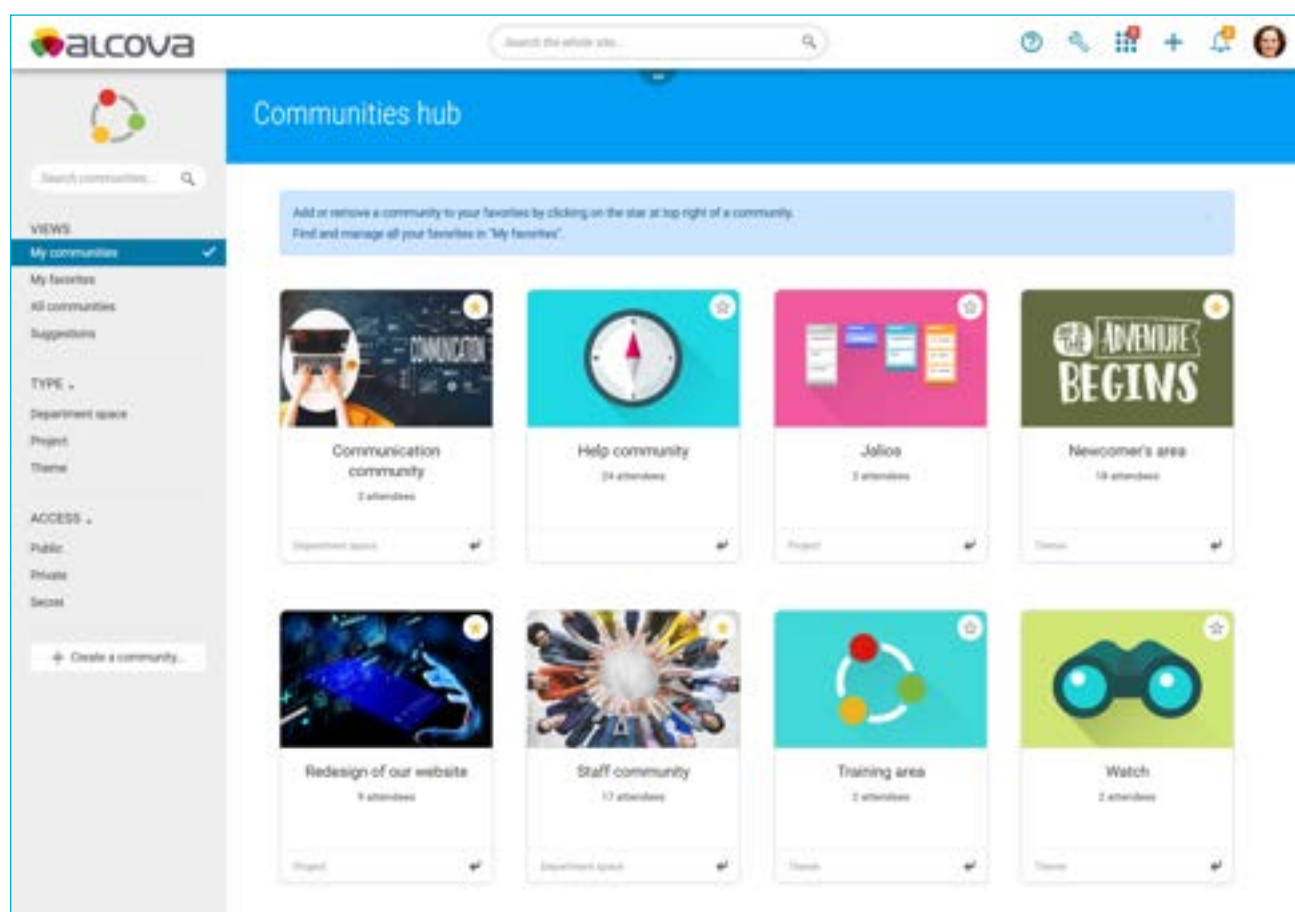 alcova
Search the whole site...
Communities hub
Search communities...
VIEWS
My communities
My favorites
All communities
Suggestions
TYPE
Department space
Project
Theme
ACCESS
Public
Private
Secret
+ Create a community...
Add or remove a community to your favorites by clicking on the star at top right of a community.
Find and manage all your favorites in "My favorites".
COMMUNICATION
Communication
community
2 attendees
Department space
Help community
24 attendees
Jalios
2 attendees
Project
ADVENTURE
BEGINS
Newcomer's area
18 attendees
Theme
Redesign of our website
9 attendees
Project
Staff community
17 attendees
Department space
Training area
2 attendees
Theme
Watch
2 attendees
Theme